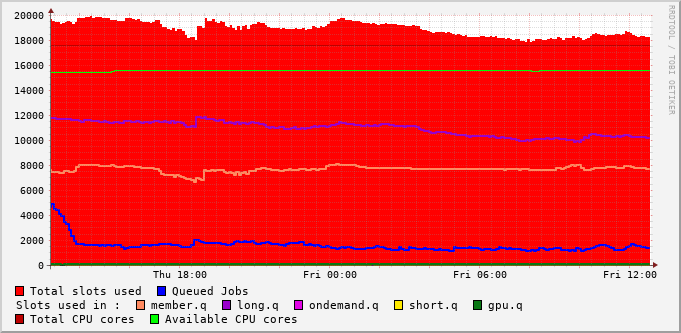 RRDTOOL / TOBI OETIKER
20000
18000
16000
14000
12000
10000
8000
6000
4000
2000
0
Thu 18:00 Fri 00:00 Fri 06:00 Fri 12:00
Total slots used Queued Jobs
Slots used in : member.q long.q ondemand.q short.q gpu.q
Total CPU cores Available CPU cores